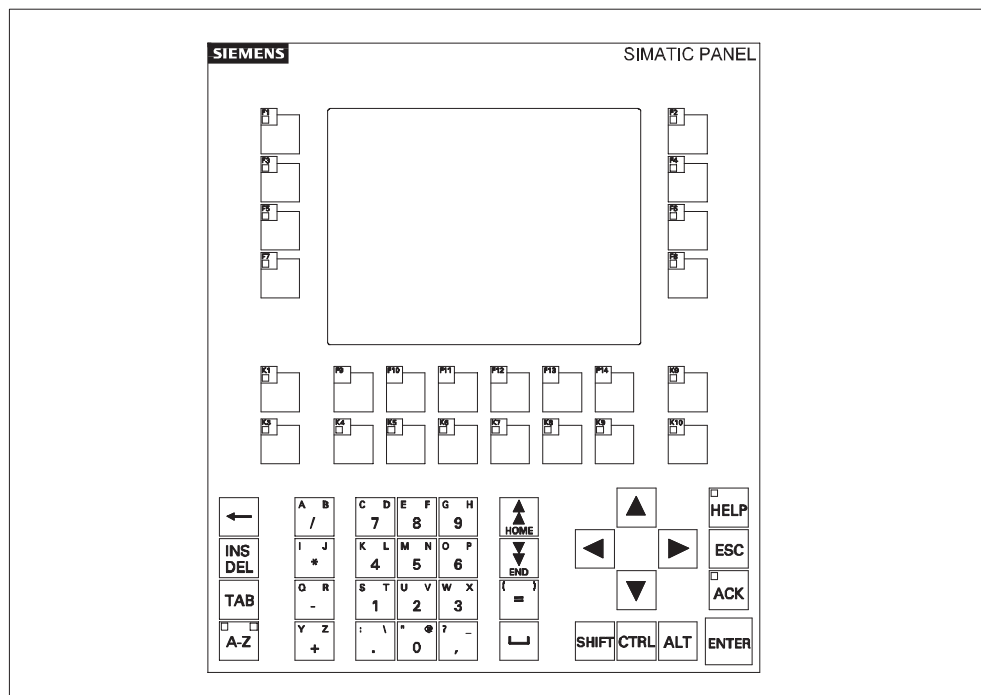 SIEMENS SIMATIC PANEL
F1 F2
F3 F4
F5 F6
F7 F8
K1 F9 F10 F11 F12 F13 F14
K3 K4 K5 K6 K7 K8 K9 K10
← A B / C D 7 E F 8 G H 9 HOME HELP
INS DEL I J * K L 4 M N 5 O P 6 END ESC
TAB Q R - S T 1 U V 2 W X 3 ( ) = ACK
A-Z Y Z + : \ . " @ 0 ? _ , SHIFT CTRL ALT ENTER